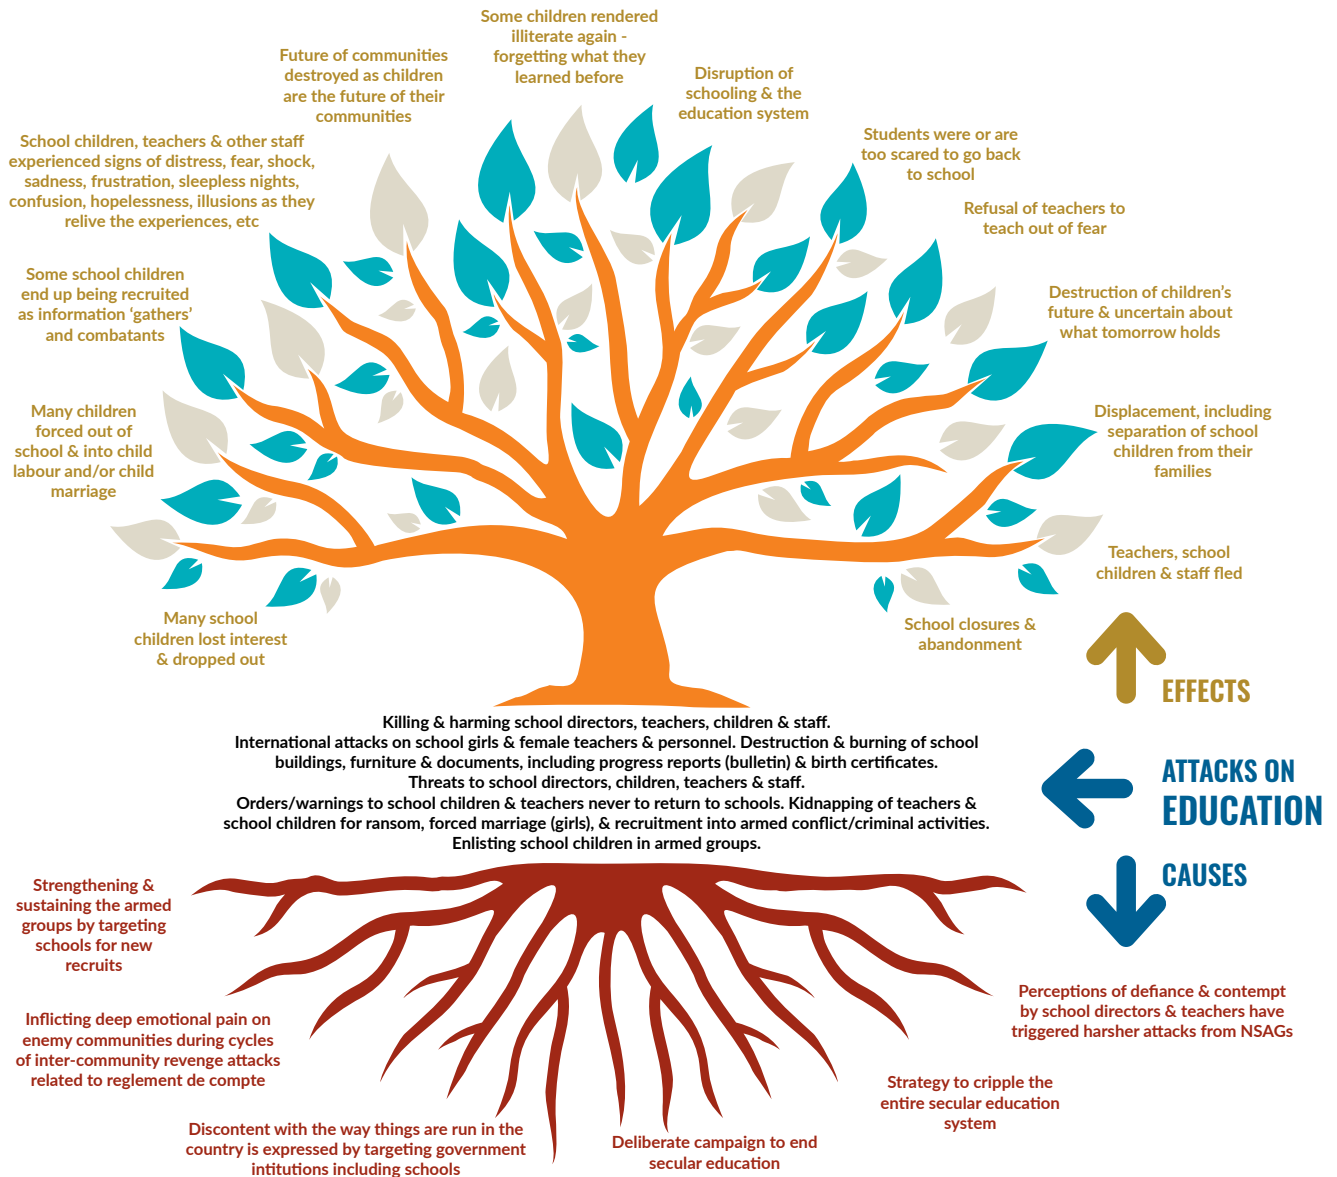 Some children rendered
illiterate again -
forgetting what they
learned before
Future of communities
destroyed as children
are the future of their
communities
Disruption of
schooling & the
education system
School children, teachers & other staff
experienced signs of distress, fear, shock,
sadness, frustration, sleepless nights,
confusion, hopelessness, illusions as they
relive the experiences, etc
Students were or are
too scared to go back
to school
Refusal of teachers to
teach out of fear
Some school children
end up being recruited
as information ‘gathers’
and combatants
Destruction of children’s
future & uncertain about
what tomorrow holds
Many children
forced out of
school & into child
labour and/or child
marriage
Displacement, including
separation of school
children from their
families
Teachers, school
children & staff fled
Many school
children lost interest
& dropped out
School closures &
abandonment
EFFECTS
Killing & harming school directors, teachers, children & staff.
International attacks on school girls & female teachers & personnel. Destruction & burning of school
buildings, furniture & documents, including progress reports (bulletin) & birth certificates.
Threats to school directors, children, teachers & staff.
Orders/warnings to school children & teachers never to return to schools. Kidnapping of teachers &
school children for ransom, forced marriage (girls), & recruitment into armed conflict/criminal activities.
Enlisting school children in armed groups.
ATTACKS ON
EDUCATION
CAUSES
Strengthening &
sustaining the armed
groups by targeting
schools for new
recruits
Perceptions of defiance & contempt
by school directors & teachers have
triggered harsher attacks from NSAGs
Inflicting deep emotional pain on
enemy communities during cycles
of inter-community revenge attacks
related to reglement de compte
Strategy to cripple the
entire secular education
system
Discontent with the way things are run in the
country is expressed by targeting government
intitutions including schools
Deliberate campaign to end
secular education